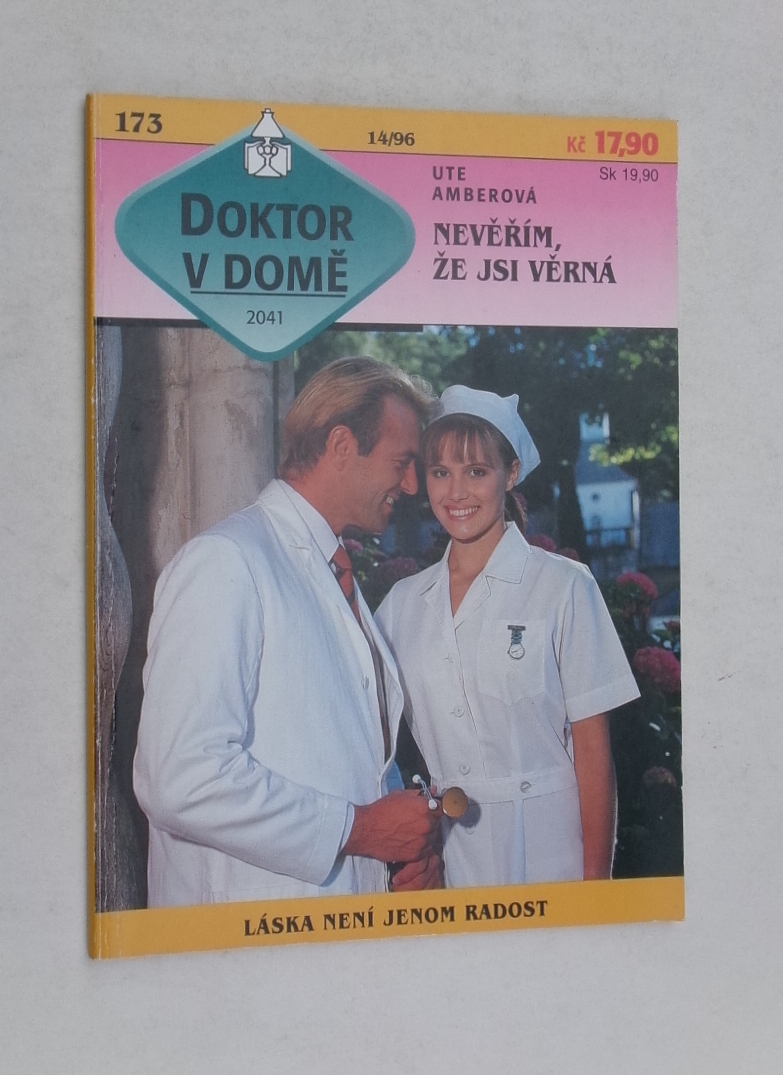 173
14/96
Kč 17,90
Sk 19,90
DOKTOR
V DOMĚ
2041
UTE
AMBEROVÁ
NEVĚŘÍM,
ŽE JSI VĚRNÁ
LÁSKA NENÍ JENOM RADOST